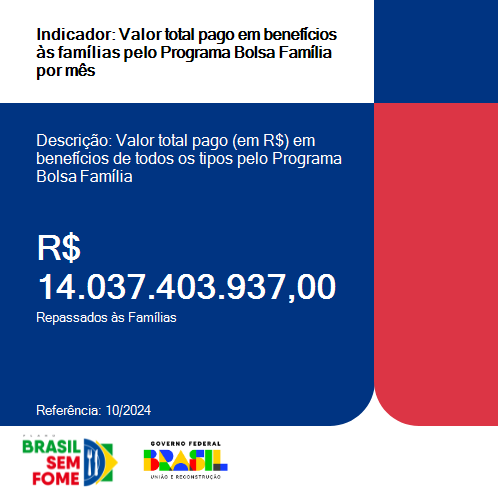 Indicador: Valor total pago em benefícios
às famílias pelo Programa Bolsa Família
por mês
Descrição: Valor total pago (em R$) em
benefícios de todos os tipos pelo Programa
Bolsa Família
R$
14.037.403.937,00
Repassados às Famílias
Referência: 10/2024
PLANO
BRASIL
SEM
FOME
GOVERNO FEDERAL
BRASIL
UNIÃO E RECONSTRUÇÃO